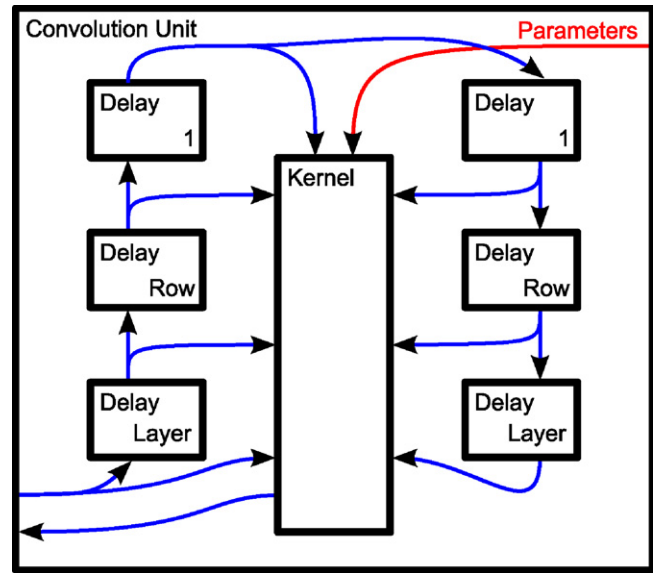 Convolution Unit
Parameters
Delay
1
Delay
1
Kernel
Delay
Row
Delay
Row
Delay
Layer
Delay
Layer